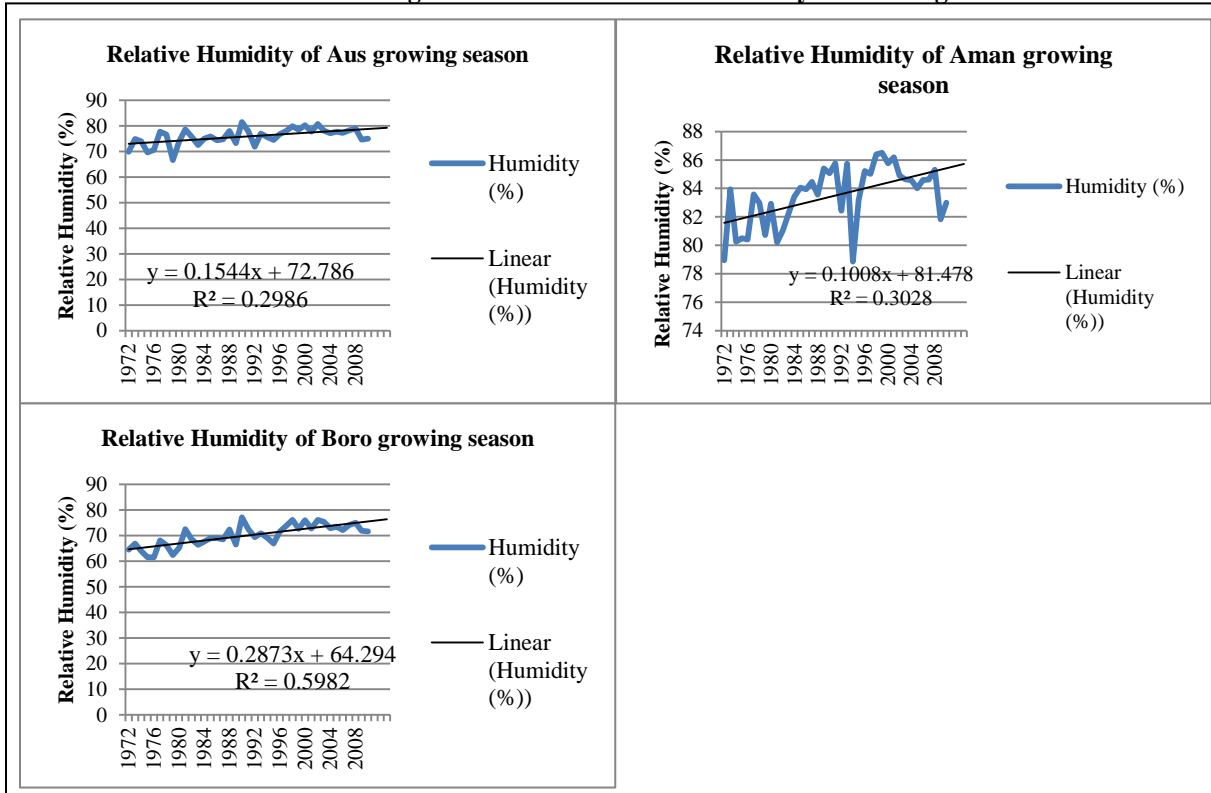 Relative Humidity of Aus growing season
Relative Humidity (%)
90
80
70
60
50
40
30
20
10
0
y = 0.1544x + 72.786
R² = 0.2986
1972
1976
1980
1984
1988
1992
1996
2000
2004
2008
Humidity
(%)
Linear
(Humidity
(%))
Relative Humidity of Aman growing
season
Relative Humidity (%)
88
86
84
82
80
78
76
74
y = 0.1008x + 81.478
R² = 0.3028
1972
1976
1980
1984
1988
1992
1996
2000
2004
2008
Humidity (%)
Linear
(Humidity
(%))
Relative Humidity of Boro growing season
Relative Humidity (%)
90
80
70
60
50
40
30
20
10
0
y = 0.2873x + 64.294
R² = 0.5982
1972
1976
1980
1984
1988
1992
1996
2000
2004
2008
Humidity
(%)
Linear
(Humidity
(%))